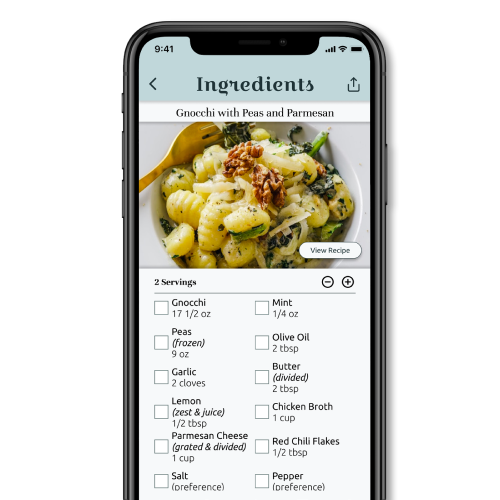 9:41
Ingredients
Gnocchi with Peas and Parmesan
View Recipe
2 Servings
Gnocchi
17 1/2 oz
Mint
1/4 oz
Peas
(frozen)
9 oz
Olive Oil
2 tbsp
Garlic
2 cloves
Butter
(divided)
2 tbsp
Lemon
(zest & juice)
1/2 tbsp
Chicken Broth
1 cup
Parmesan Cheese
(grated & divided)
1 cup
Red Chili Flakes
1/2 tbsp
Salt
(preference)
Pepper
(preference)